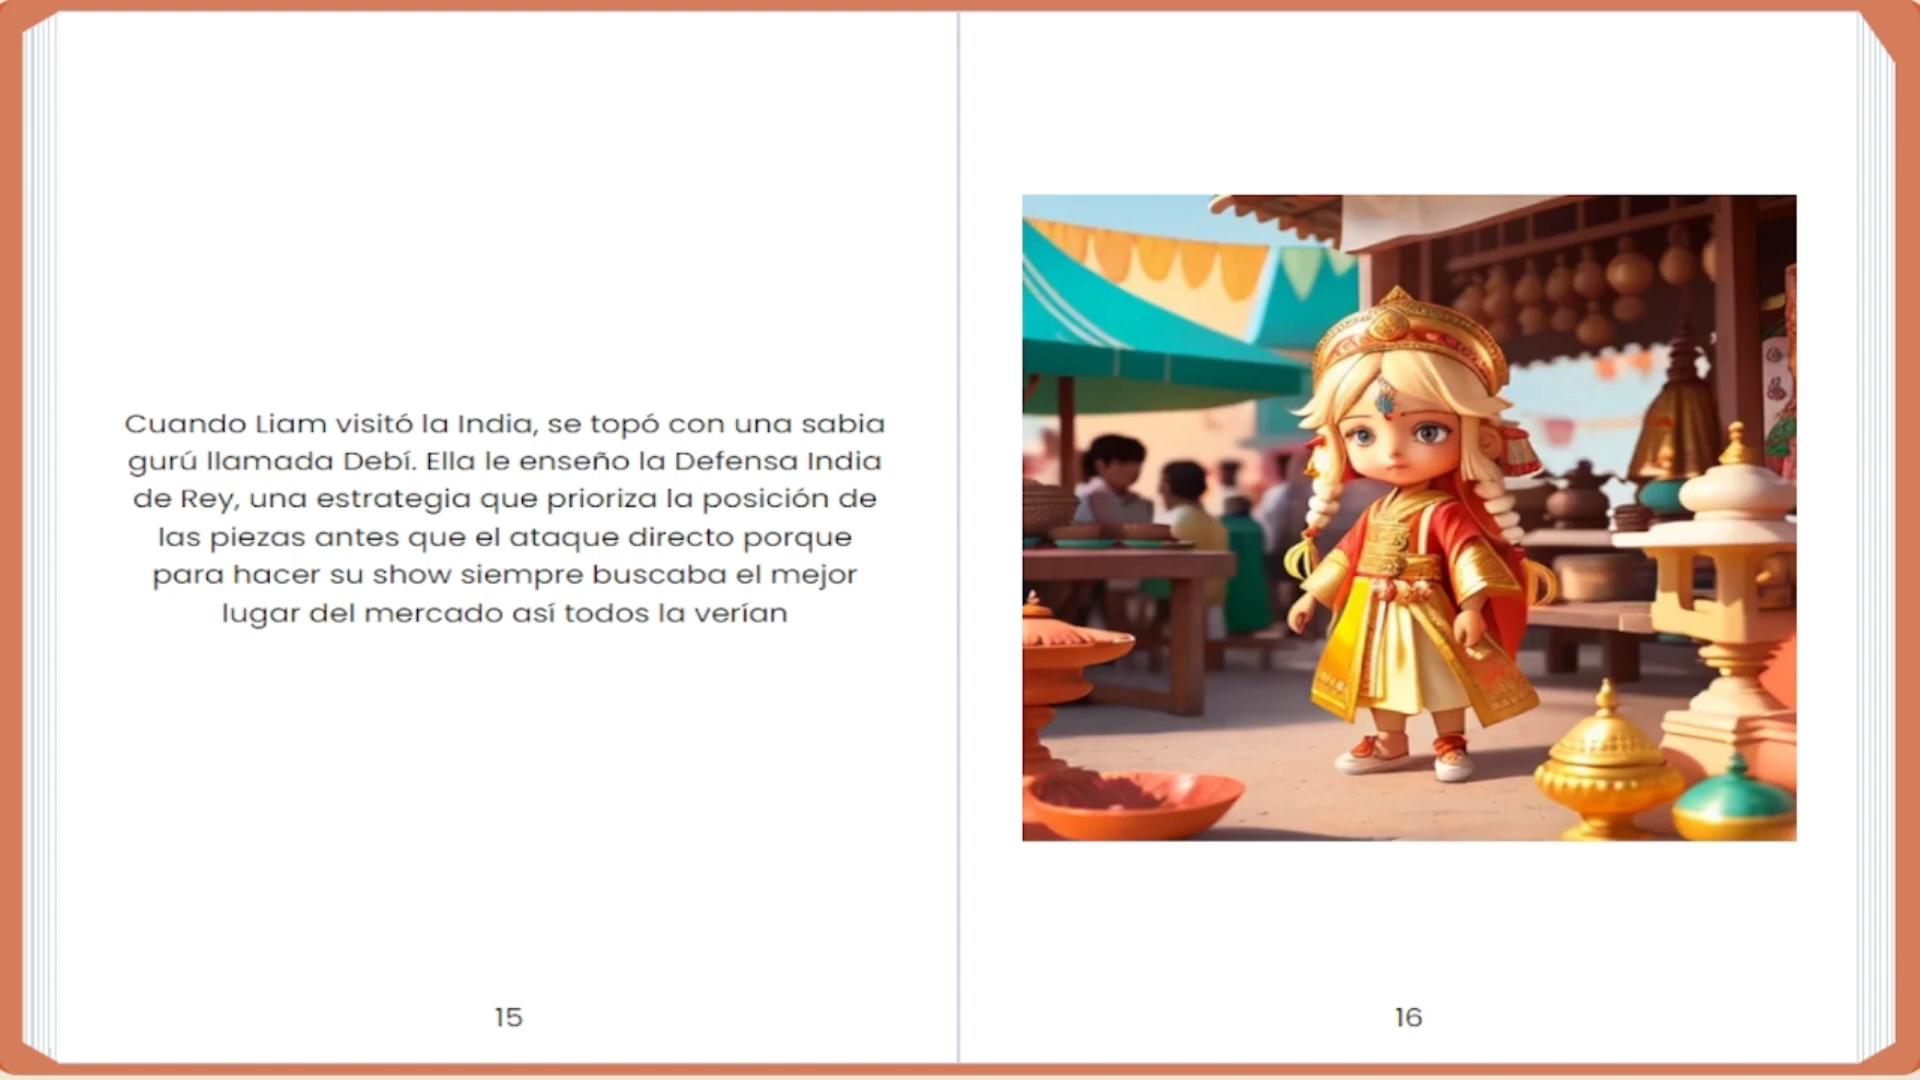 Cuando Liam visitó la India, se topó con una sabia
gurú llamada Debí. Ella le enseño la Defensa India
de Rey, una estrategia que prioriza la posición de
las piezas antes que el ataque directo porque
para hacer su show siempre buscaba el mejor
lugar del mercado así todos la verían
15
16